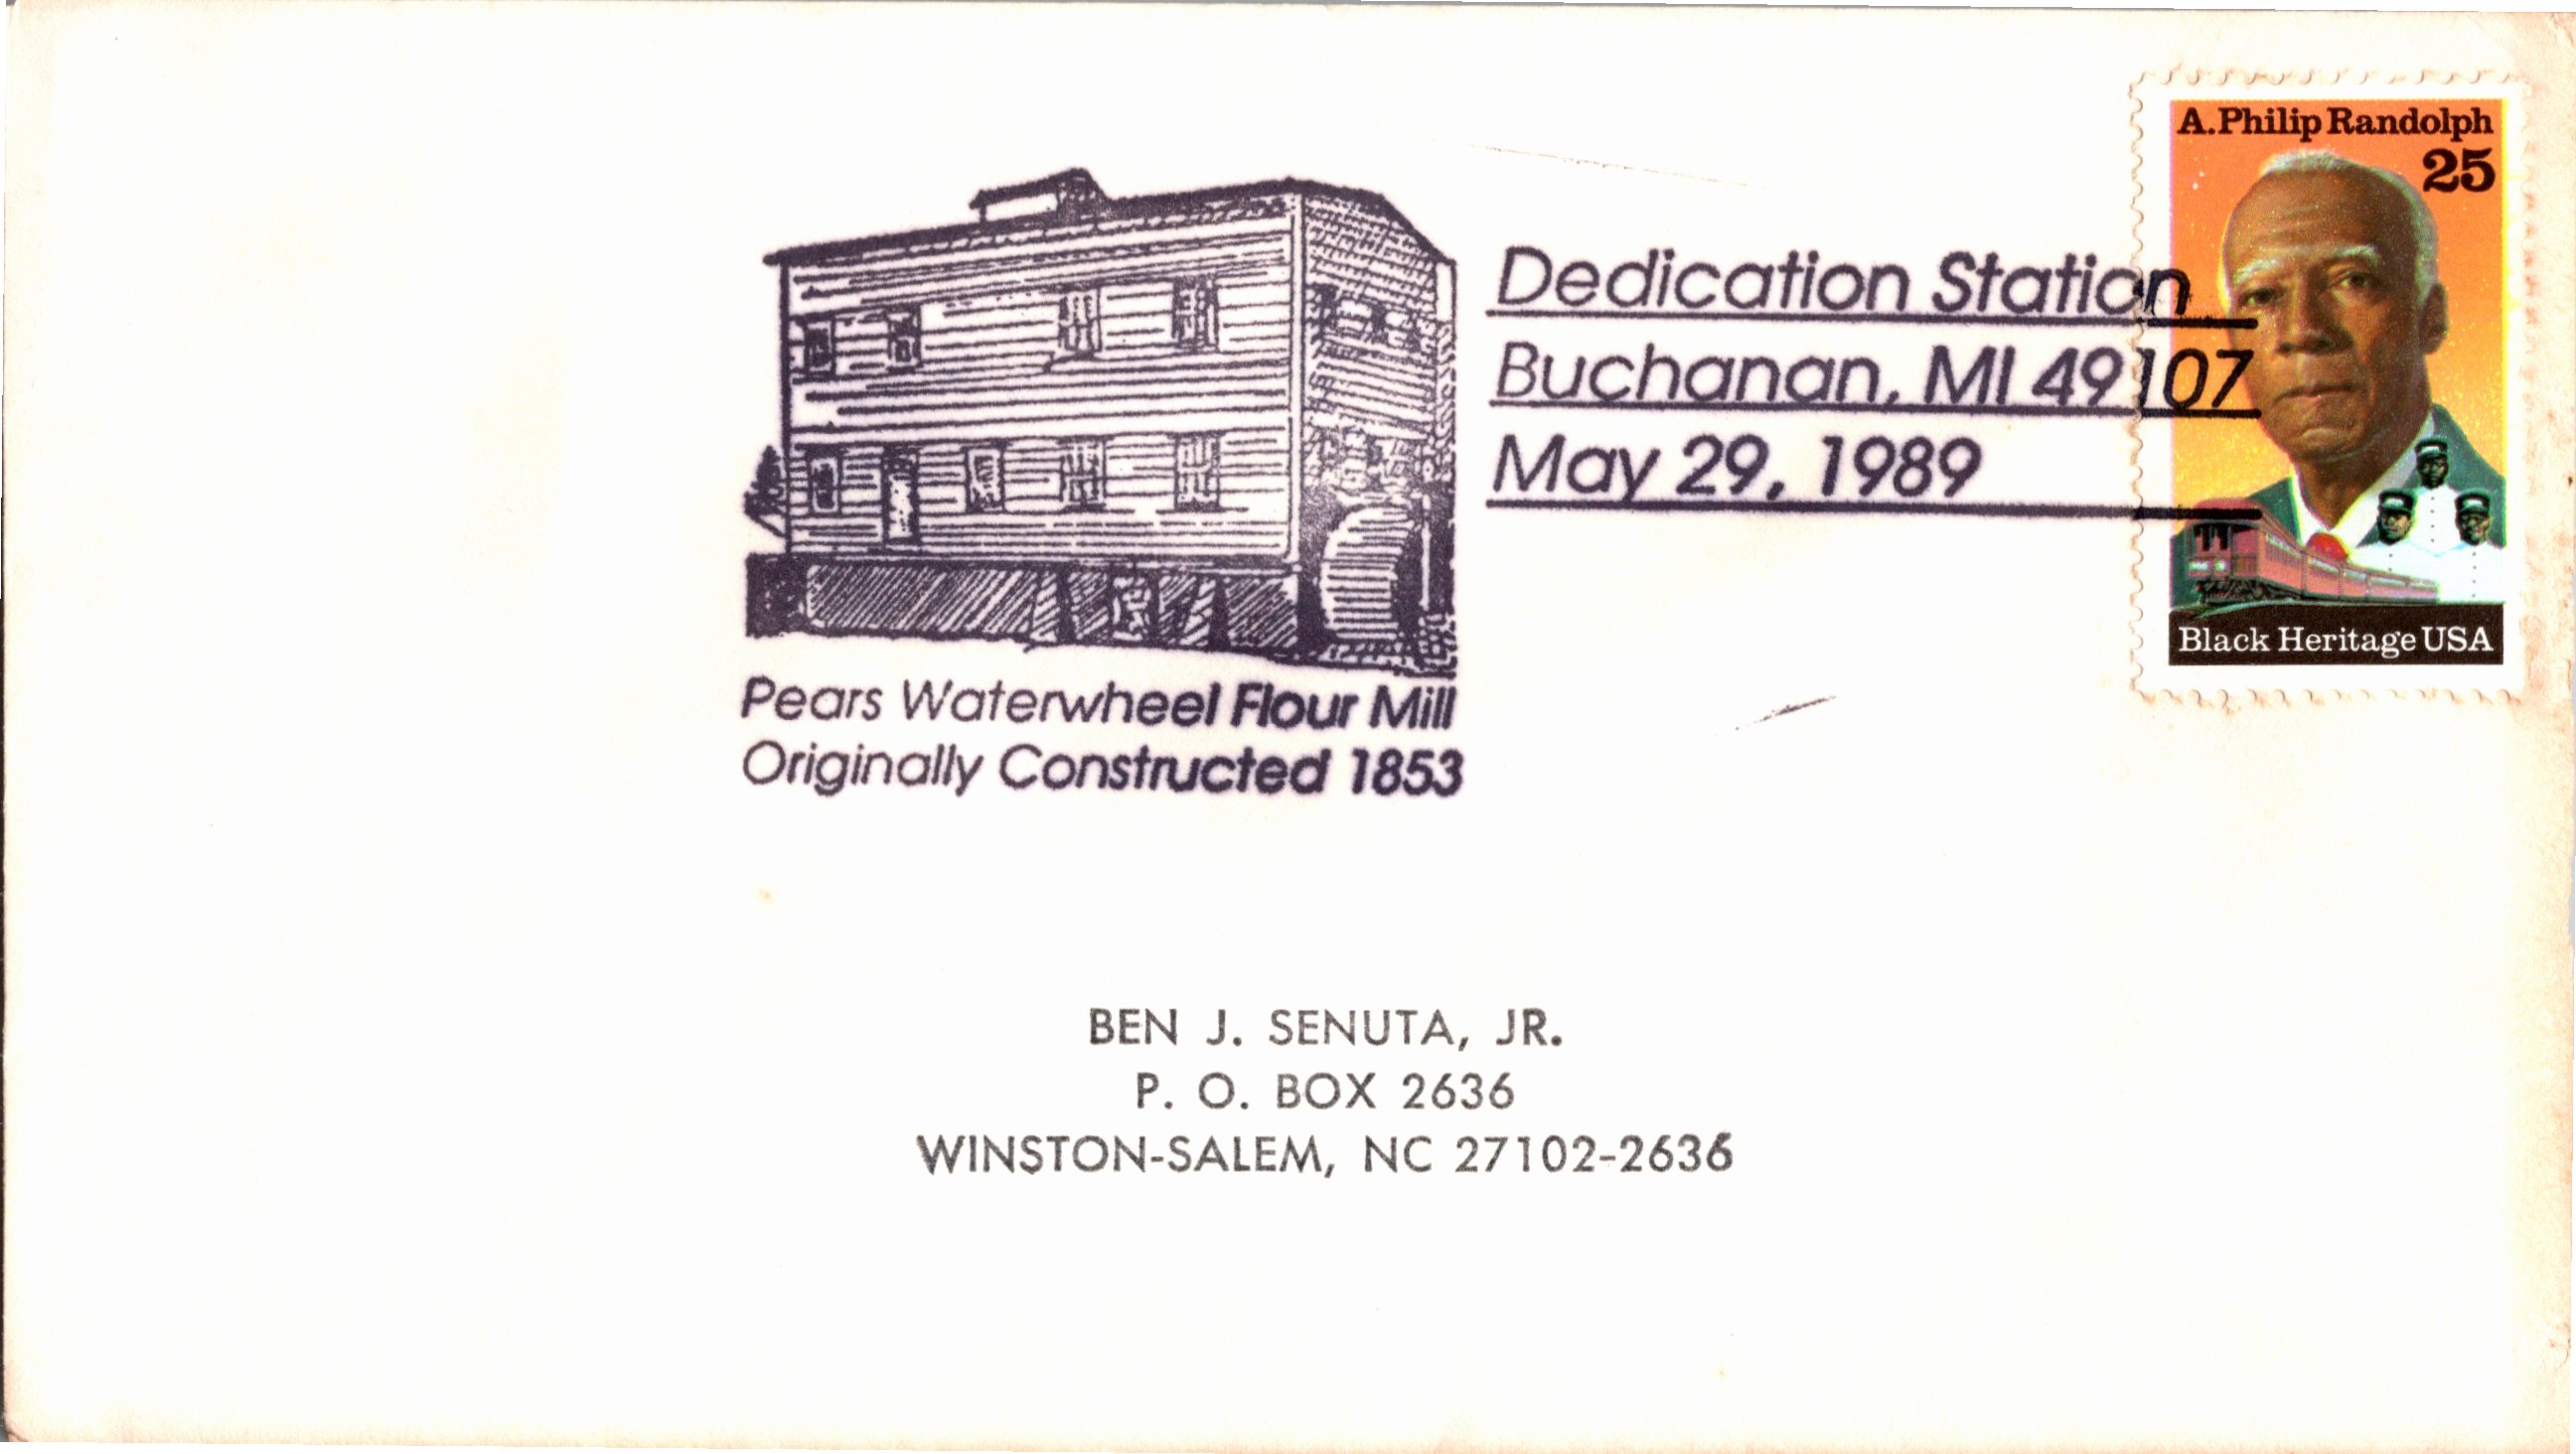 A. Philip Randolph
25
Dedication Station
Buchanan, MI 49107
May 29, 1989
Black Heritage USA
Pears Waterwheel Flour Mill
Originally Constructed 1853
BEN J. SENUTA, JR.
P. O. BOX 2636
WINSTON-SALEM, NC 27102-2636